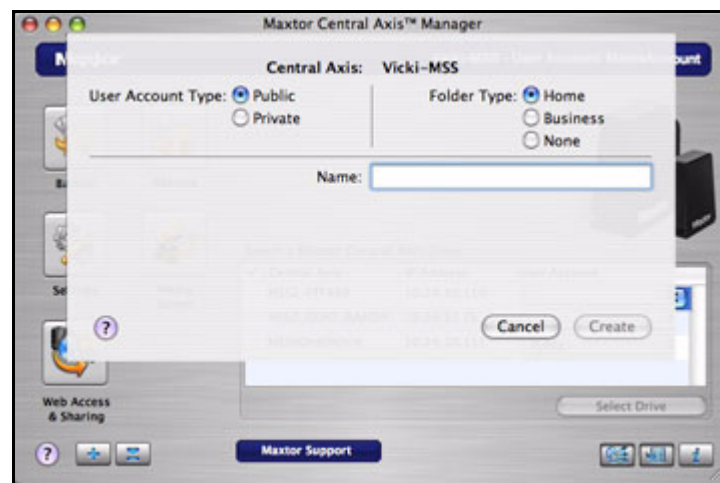 Maxtor Central Axis™ Manager
Central Axis: Vicki-MSS
User Account Type: Public
Private
Folder Type: Home
Business
None
Name:
Cancel
Create
Web Access
& Sharing
Select Drive
Maxtor Support